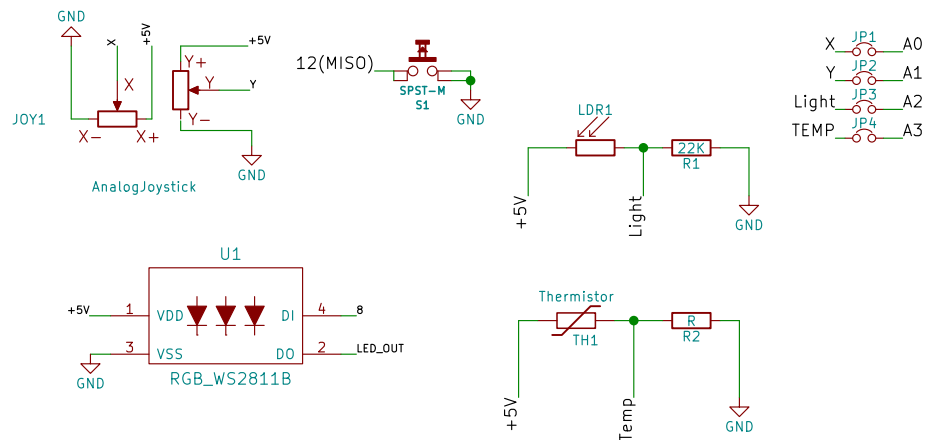 GND
X
+5V
X
JOY1
X-
X+
+5V
Y+
Y
Y
Y-
GND
AnalogJoystick
12(MISO)
SPST-M
S1
GND
LDR1
22K
R1
+5V
Light
GND
X
JP1
A0
Y
JP2
A1
Light
JP3
A2
TEMP
JP4
A3
U1
+5V
1
VDD
DI
4
8
3
VSS
DO
2
LED_OUT
GND
RGB_WS2811B
Thermistor
TH1
R
R2
+5V
Temp
GND